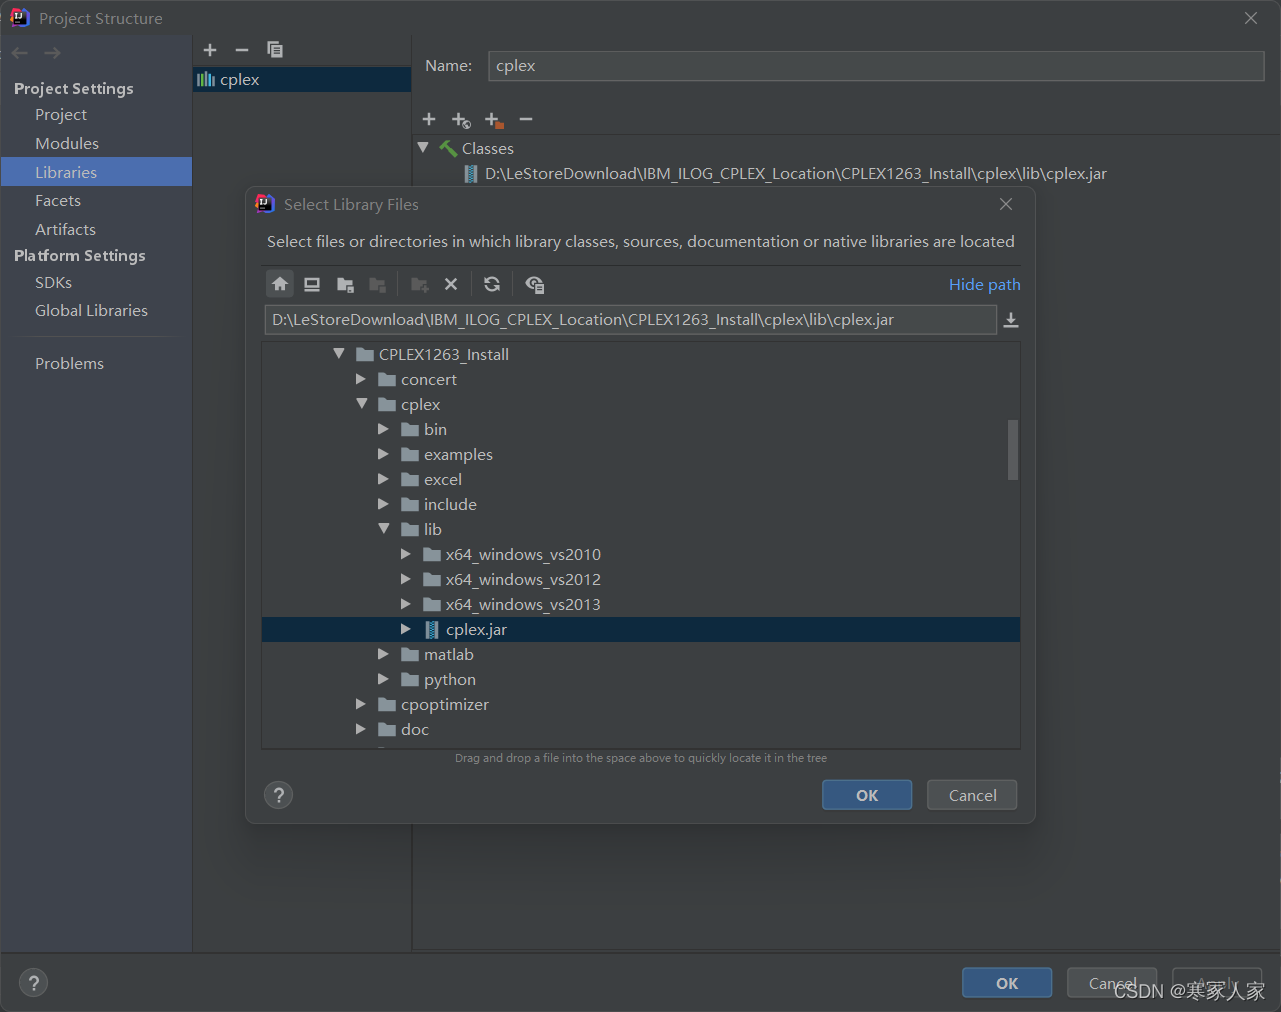 Project Structure
Project Settings
Project
Modules
Libraries
Facets
Artifacts
Platform Settings
SDKs
Global Libraries
Problems
cplex
Name: cplex
Classes
D:\LeStoreDownload\IBM_ILOG_CPLEX_Location\CPLEX1263_Install\cplex\lib\cplex.jar
Select Library Files
Select files or directories in which library classes, sources, documentation or native libraries are located
Hide path
D:\LeStoreDownload\IBM_ILOG_CPLEX_Location\CPLEX1263_Install\cplex\lib\cplex.jar
CPLEX1263_Install
concert
cplex
bin
examples
excel
include
lib
x64_windows_vs2010
x64_windows_vs2012
x64_windows_vs2013
cplex.jar
matlab
python
cpoptimizer
doc
Drag and drop a file into the space above to quickly locate it in the tree
? OK Cancel
? OK Cancel Apply
CSDN @寒冢人家